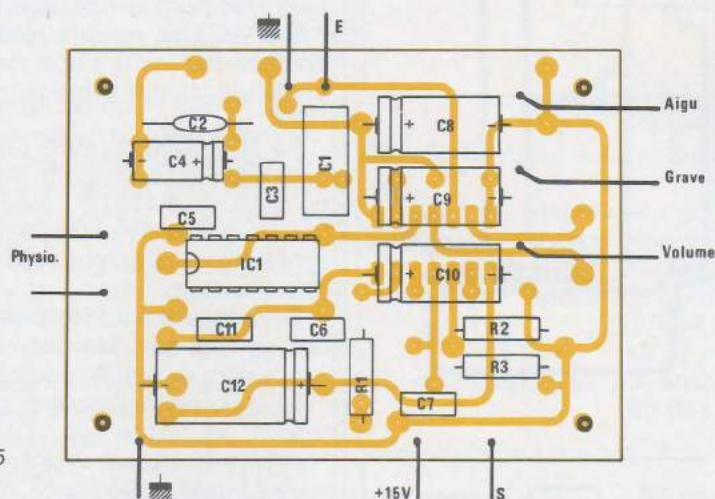 E
Aigu
C2
C8
C4 +
+
C1
C3
Grave
+
C9
C5
Physio.
IC1
Volume
+
C10
C11
C6
R2
R3
C12
+
R1
C7
5
+15V
S